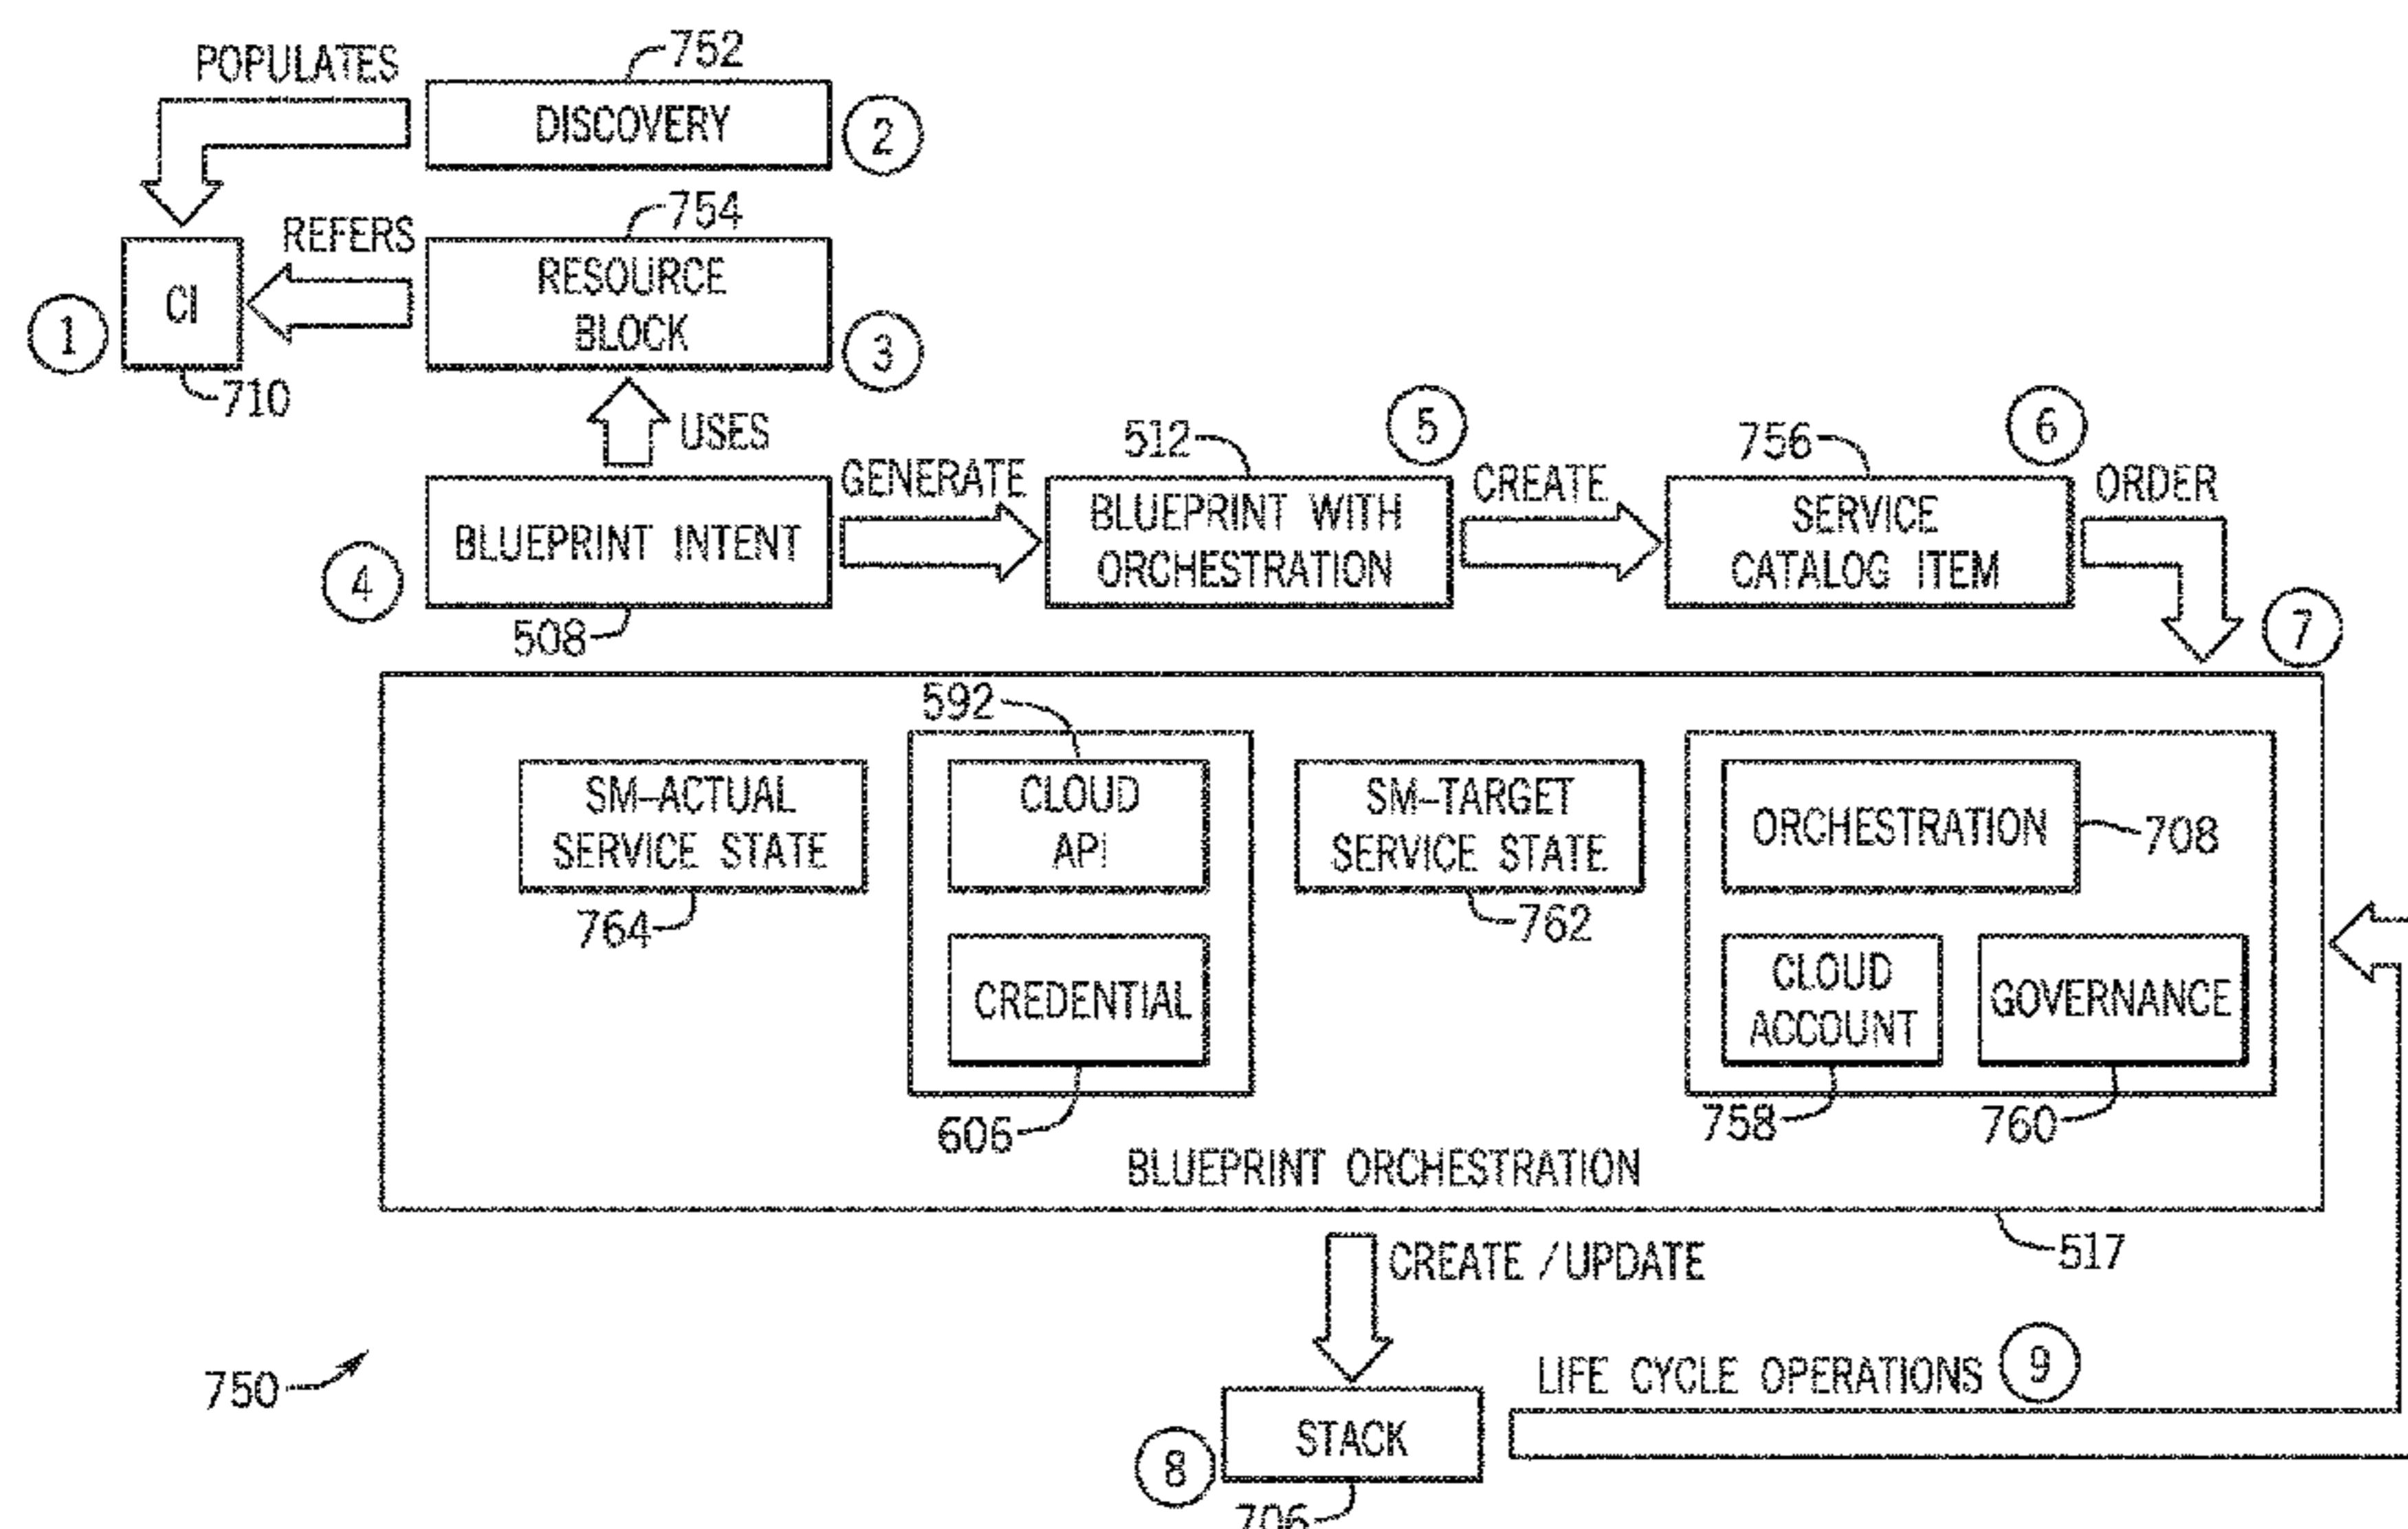 POPULATES
752
DISCOVERY
2
754
REFERS
RESOURCE
BLOCK
CI
1
3
710
USES
5
6
512
756
GENERATE
CREATE
ORDER
BLUEPRINT INTENT
BLUEPRINT WITH
ORCHESTRATION
SERVICE
CATALOG ITEM
4
508
7
592
SM-ACTUAL
SERVICE STATE
CLOUD
API
SM-TARGET
SERVICE STATE
ORCHESTRATION
708
764
762
CREDENTIAL
CLOUD
ACCOUNT
GOVERNANCE
606
758
760
BLUEPRINT ORCHESTRATION
517
CREATE / UPDATE
750
LIFE CYCLE OPERATIONS
9
STACK
8
706